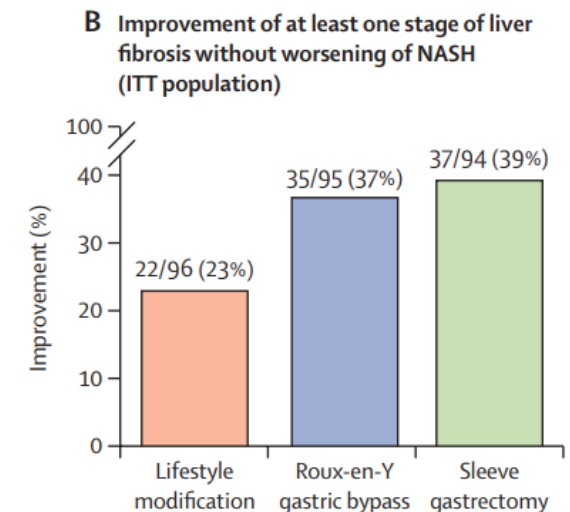 B Improvement of at least one stage of liver
fibrosis without worsening of NASH
(ITT population)
100
40
30
20
10
0
Improvement (%)
22/96 (23%)
35/95 (37%)
37/94 (39%)
Lifestyle
modification
Roux-en-Y
gastric bypass
Sleeve
gastrectomy